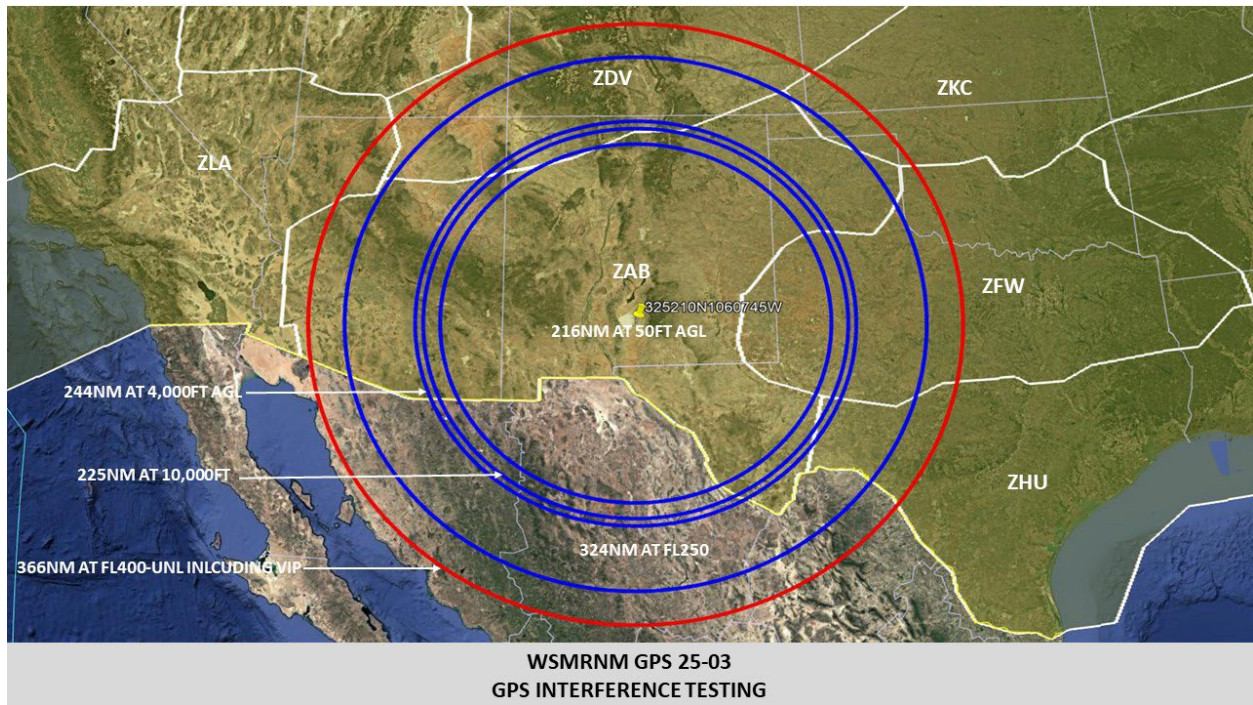 ZDV
ZKC
ZLA
ZAB
ZFW
325210N1060745W
216NM AT 50FT AGL
244NM AT 4,000FT AGL
225NM AT 10,000FT
ZHU
324NM AT FL250
366NM AT FL400-UNL INLCUDING VIP
WSMRNM GPS 25-03
GPS INTERFERENCE TESTING